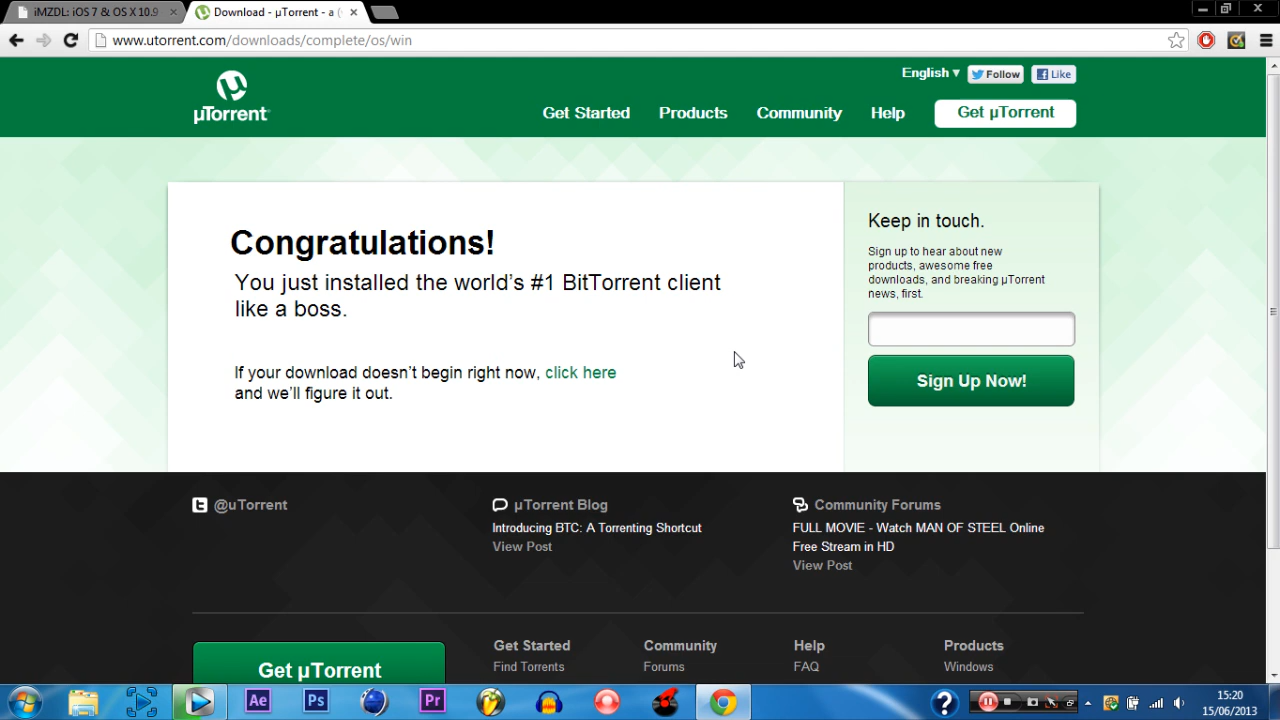 iMZDL: iOS 7 & OS X 10.9
Download - µTorrent - a (
www.utorrent.com/downloads/complete/os/win
English ▾
Follow
Like
µTorrent
Get Started
Products
Community
Help
Get µTorrent
Congratulations!
You just installed the world's #1 BitTorrent client
like a boss.
If your download doesn't begin right now, click here
and we'll figure it out.
Keep in touch.
Sign up to hear about new
products, awesome free
downloads, and breaking µTorrent
news, first.
Sign Up Now!
@uTorrent
µTorrent Blog
Introducing BTC: A Torrenting Shortcut
View Post
Community Forums
FULL MOVIE - Watch MAN OF STEEL Online
Free Stream in HD
View Post
Get µTorrent
Get Started
Find Torrents
Community
Forums
Help
FAQ
Products
Windows
Ae
Ps
Pr
15:20
15/06/2013